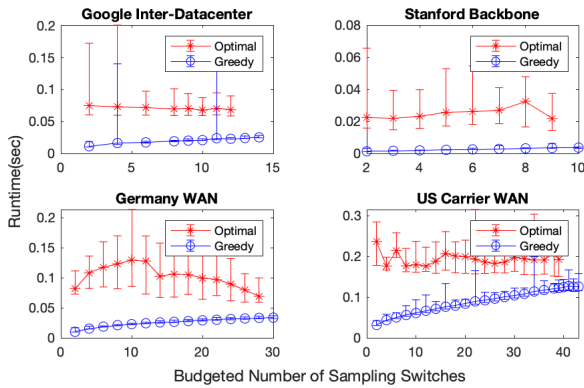 Google Inter-Datacenter
Stanford Backbone
0.2
0.15
0.1
0.05
0
Optimal
Greedy
0 5 10 15
0.08
0.06
0.04
0.02
0
Optimal
Greedy
2 4 6 8 10
Runtime(sec)
Germany WAN
US Carrier WAN
0.2
0.15
0.1
0.05
0
Optimal
Greedy
0 10 20 30
0.3
0.2
0.1
0
Optimal
Greedy
0 10 20 30 40
Budgeted Number of Sampling Switches